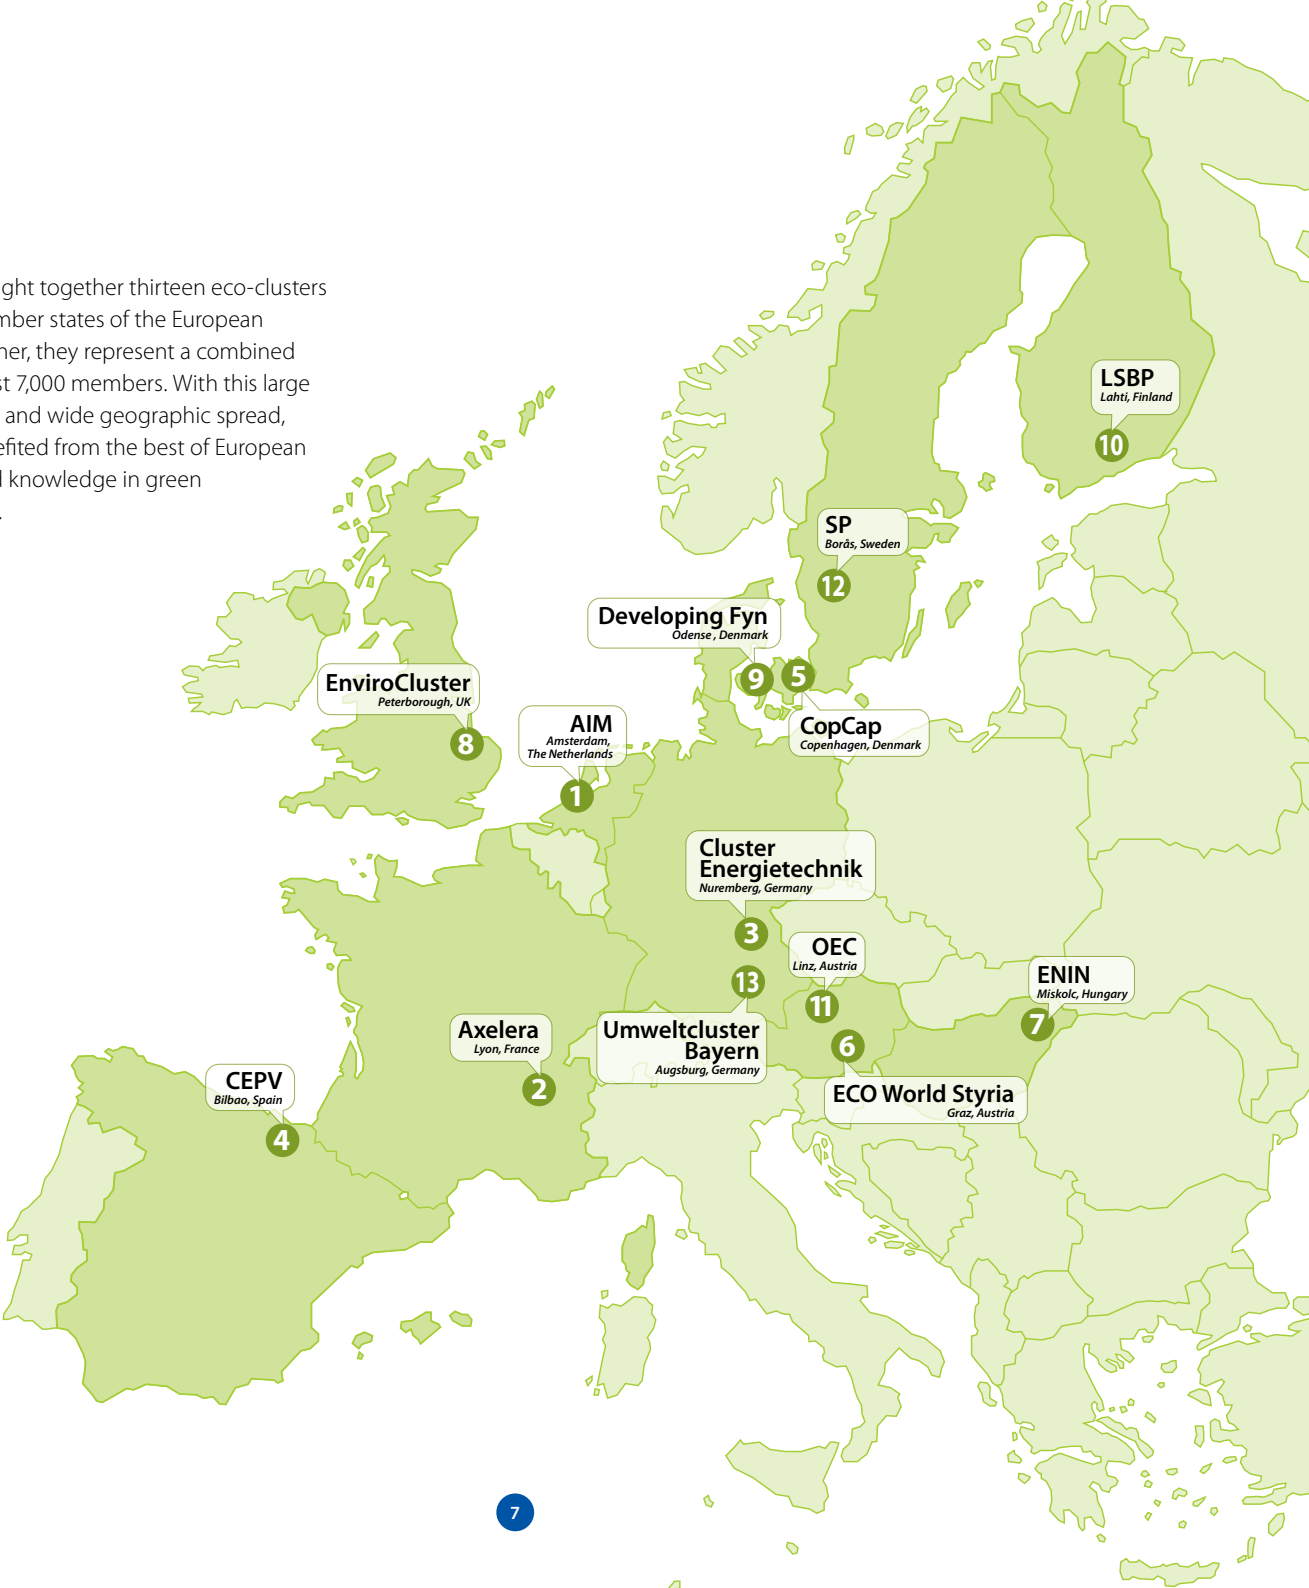 ght together thirteen eco-clusters
mber states of the European
her, they represent a combined
st 7,000 members. With this large
and wide geographic spread,
efited from the best of European
d knowledge in green
.
LSBP
Lahti, Finland
10
SP
Borås, Sweden
12
Developing Fyn
Odense , Denmark
9
5
CopCap
Copenhagen, Denmark
EnviroCluster
Peterborough, UK
8
AIM
Amsterdam,
The Netherlands
1
Cluster
Energietechnik
Nuremberg, Germany
3
OEC
Linz, Austria
11
13
Umweltcluster
Bayern
Augsburg, Germany
ENIN
Miskolc, Hungary
7
Axelera
Lyon, France
2
6
ECO World Styria
Graz, Austria
CEPV
Bilbao, Spain
4
7